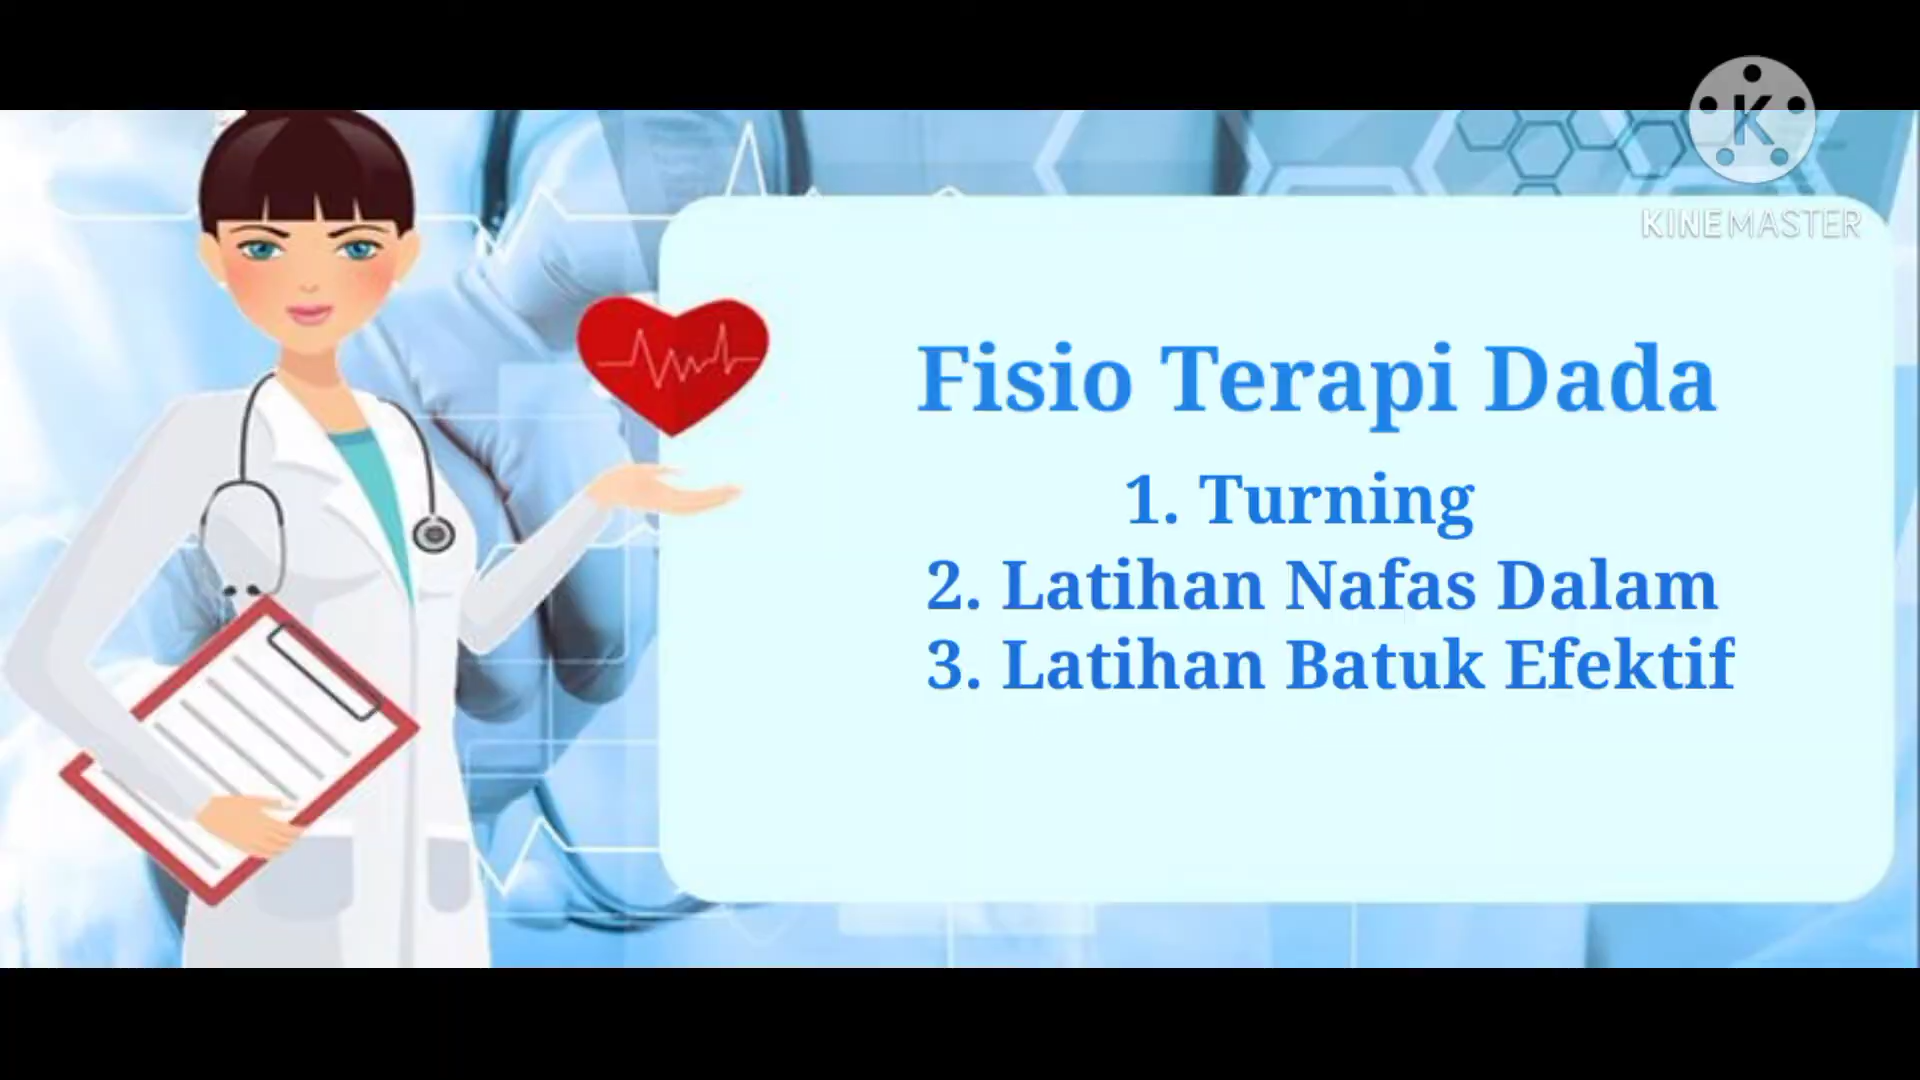 K
KINEMASTER
Fisio Terapi Dada
1. Turning
2. Latihan Nafas Dalam
3. Latihan Batuk Efektif